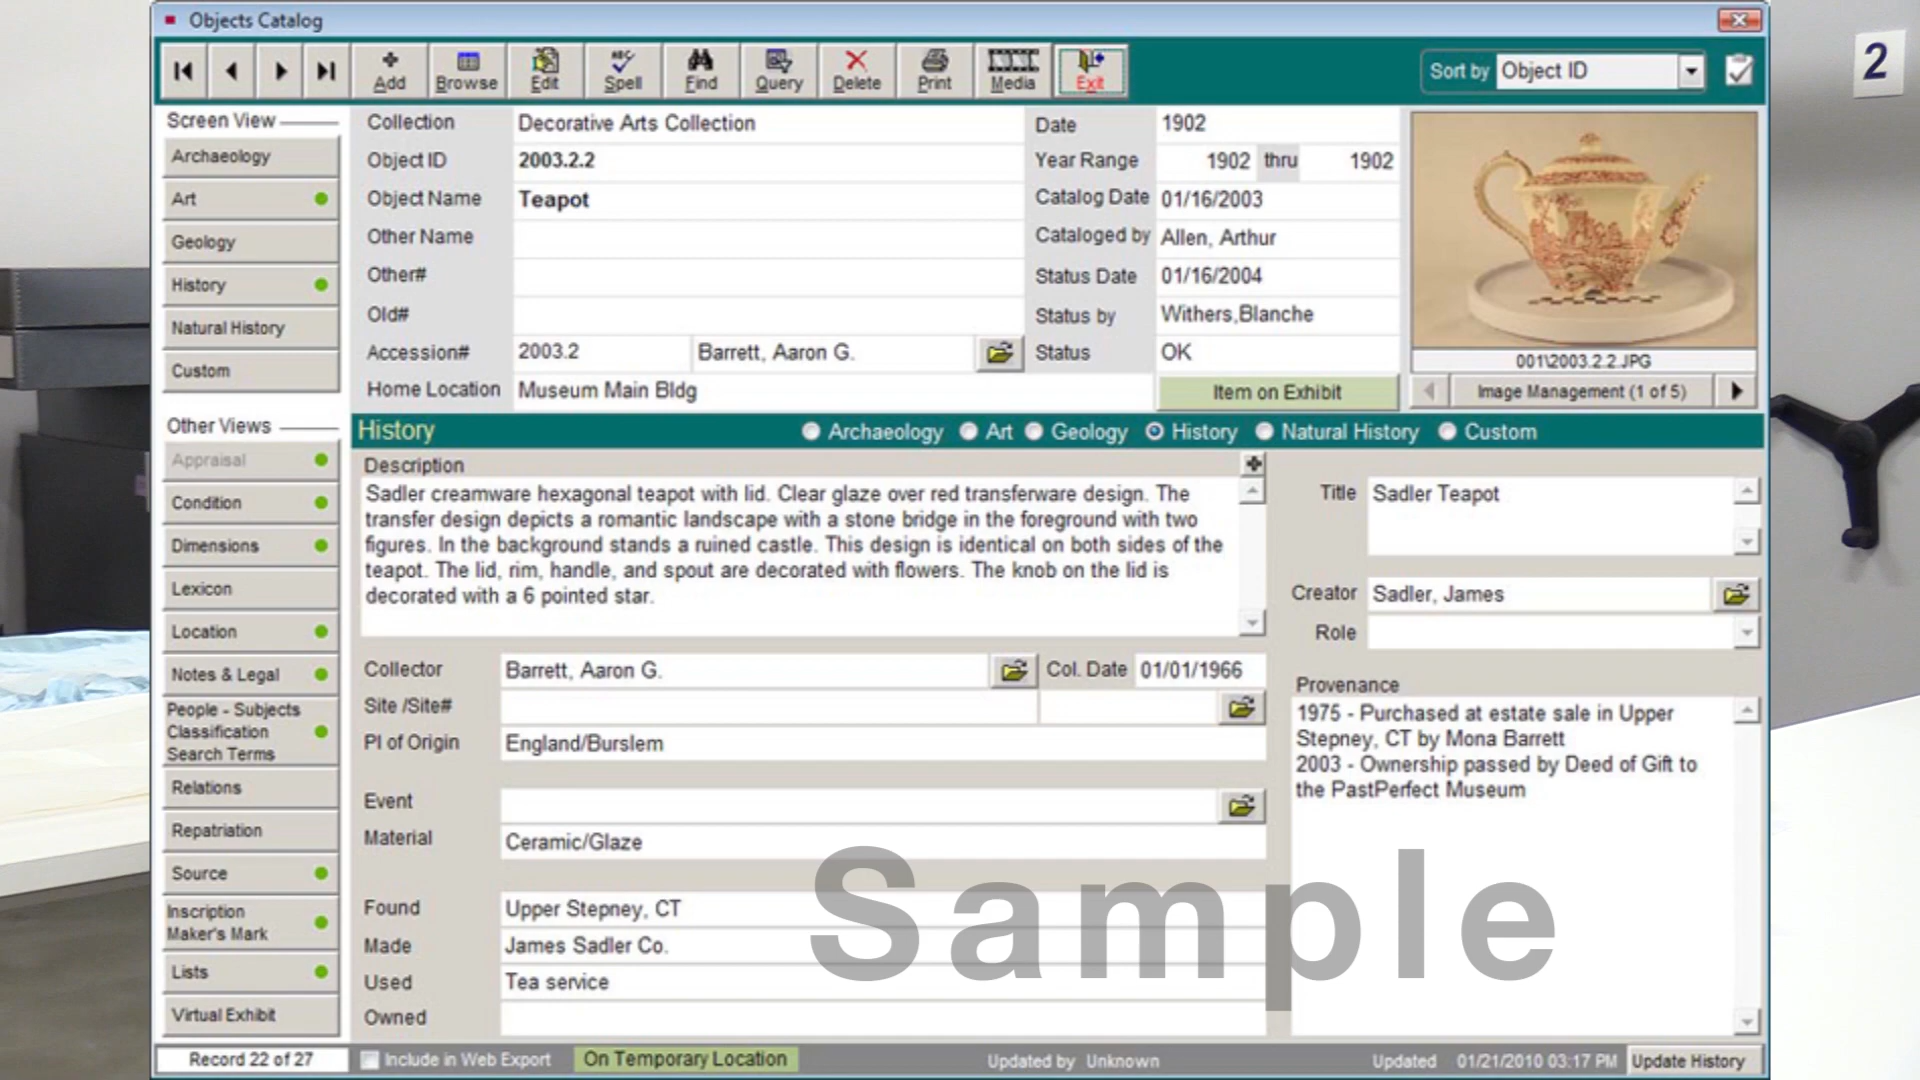 Objects Catalog
2
Add Browse Edit Spell Find Query Delete Print Media Exit
Sort by Object ID
Screen View
Archaeology
Art
Geology
History
Natural History
Custom
Other Views
Appraisal
Condition
Dimensions
Lexicon
Location
Notes & Legal
People - Subjects
Classification
Search Terms
Relations
Repatriation
Source
Inscription
Maker's Mark
Lists
Virtual Exhibit
Collection Decorative Arts Collection
Object ID 2003.2.2
Object Name Teapot
Other Name
Other#
Old#
Accession# 2003.2 Barrett, Aaron G.
Home Location Museum Main Bldg
Date 1902
Year Range 1902 thru 1902
Catalog Date 01/16/2003
Cataloged by Allen, Arthur
Status Date 01/16/2004
Status by Withers,Blanche
Status OK
Item on Exhibit
001\2003.2.2.JPG
Image Management (1 of 5)
History Archaeology Art Geology History Natural History Custom
Description
Sadler creamware hexagonal teapot with lid. Clear glaze over red transferware design. The
transfer design depicts a romantic landscape with a stone bridge in the foreground with two
figures. In the background stands a ruined castle. This design is identical on both sides of the
teapot. The lid, rim, handle, and spout are decorated with flowers. The knob on the lid is
decorated with a 6 pointed star.
Title Sadler Teapot
Creator Sadler, James
Role
Collector Barrett, Aaron G. Col. Date 01/01/1966
Site /Site#
Pl of Origin England/Burslem
Event
Material Ceramic/Glaze
Found Upper Stepney, CT
Made James Sadler Co.
Used Tea service
Owned
Provenance
1975 - Purchased at estate sale in Upper
Stepney, CT by Mona Barrett
2003 - Ownership passed by Deed of Gift to
the PastPerfect Museum
Sample
Record 22 of 27 Include in Web Export On Temporary Location Updated by Unknown Updated 01/21/2010 03:17 PM Update History